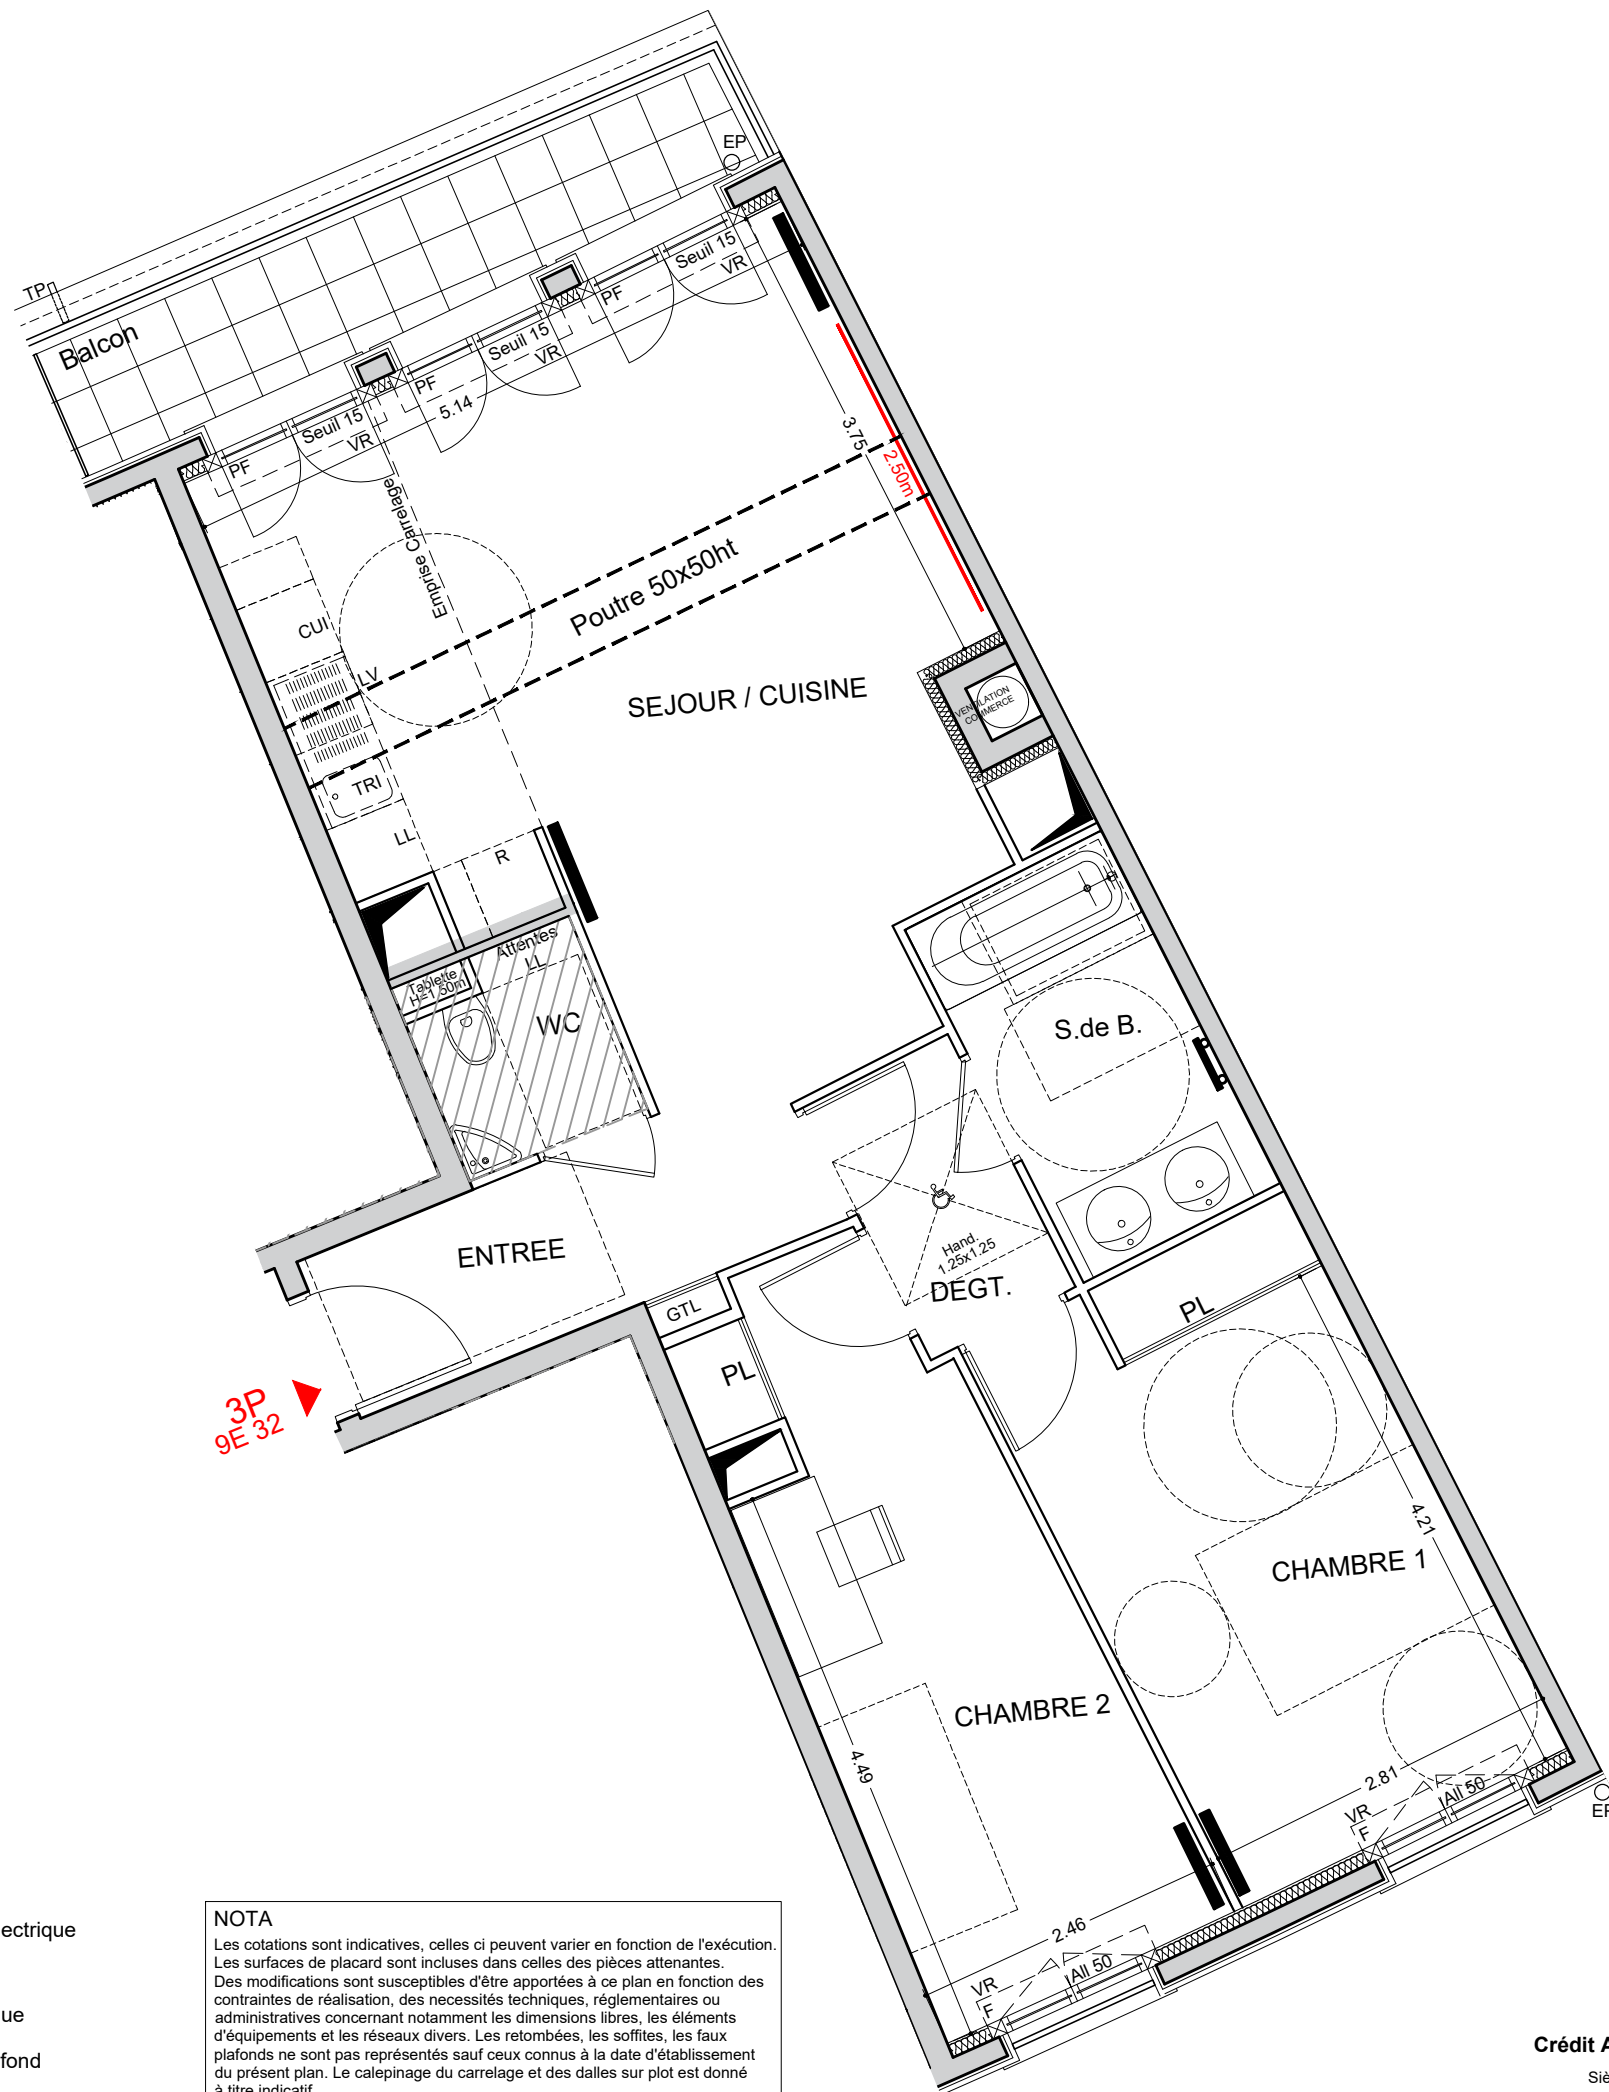 EP
TP
Balcon
Seuil 15
VR
PF
Seuil 15
VR
PF
Seuil 15
VR
PF
5.14
3.75
2.50m
Emprise Carrelage
Poutre 50x50ht
CUI
LV
TRI
LL
R
SEJOUR / CUISINE
VENTILATION
COMMERCE
Attentes
LL
Tablette
H=1.50m
WC
S.de B.
ENTREE
Hand.
1.25x1.25
DEGT.
GTL
PL
PL
3P
9E 32
4.21
CHAMBRE 1
CHAMBRE 2
4.49
2.81
All 50
VR
F
EP
2.46
All 50
VR
F
ectrique
ue
fond
NOTA
Les cotations sont indicatives, celles ci peuvent varier en fonction de l'exécution.
Les surfaces de placard sont incluses dans celles des pièces attenantes.
Des modifications sont susceptibles d'être apportées à ce plan en fonction des
contraintes de réalisation, des necessités techniques, réglementaires ou
administratives concernant notamment les dimensions libres, les éléments
d'équipements et les réseaux divers. Les retombées, les soffites, les faux
plafonds ne sont pas représentés sauf ceux connus à la date d'établissement
du présent plan. Le calepinage du carrelage et des dalles sur plot est donné
à titre indicatif
Crédit A
Siè